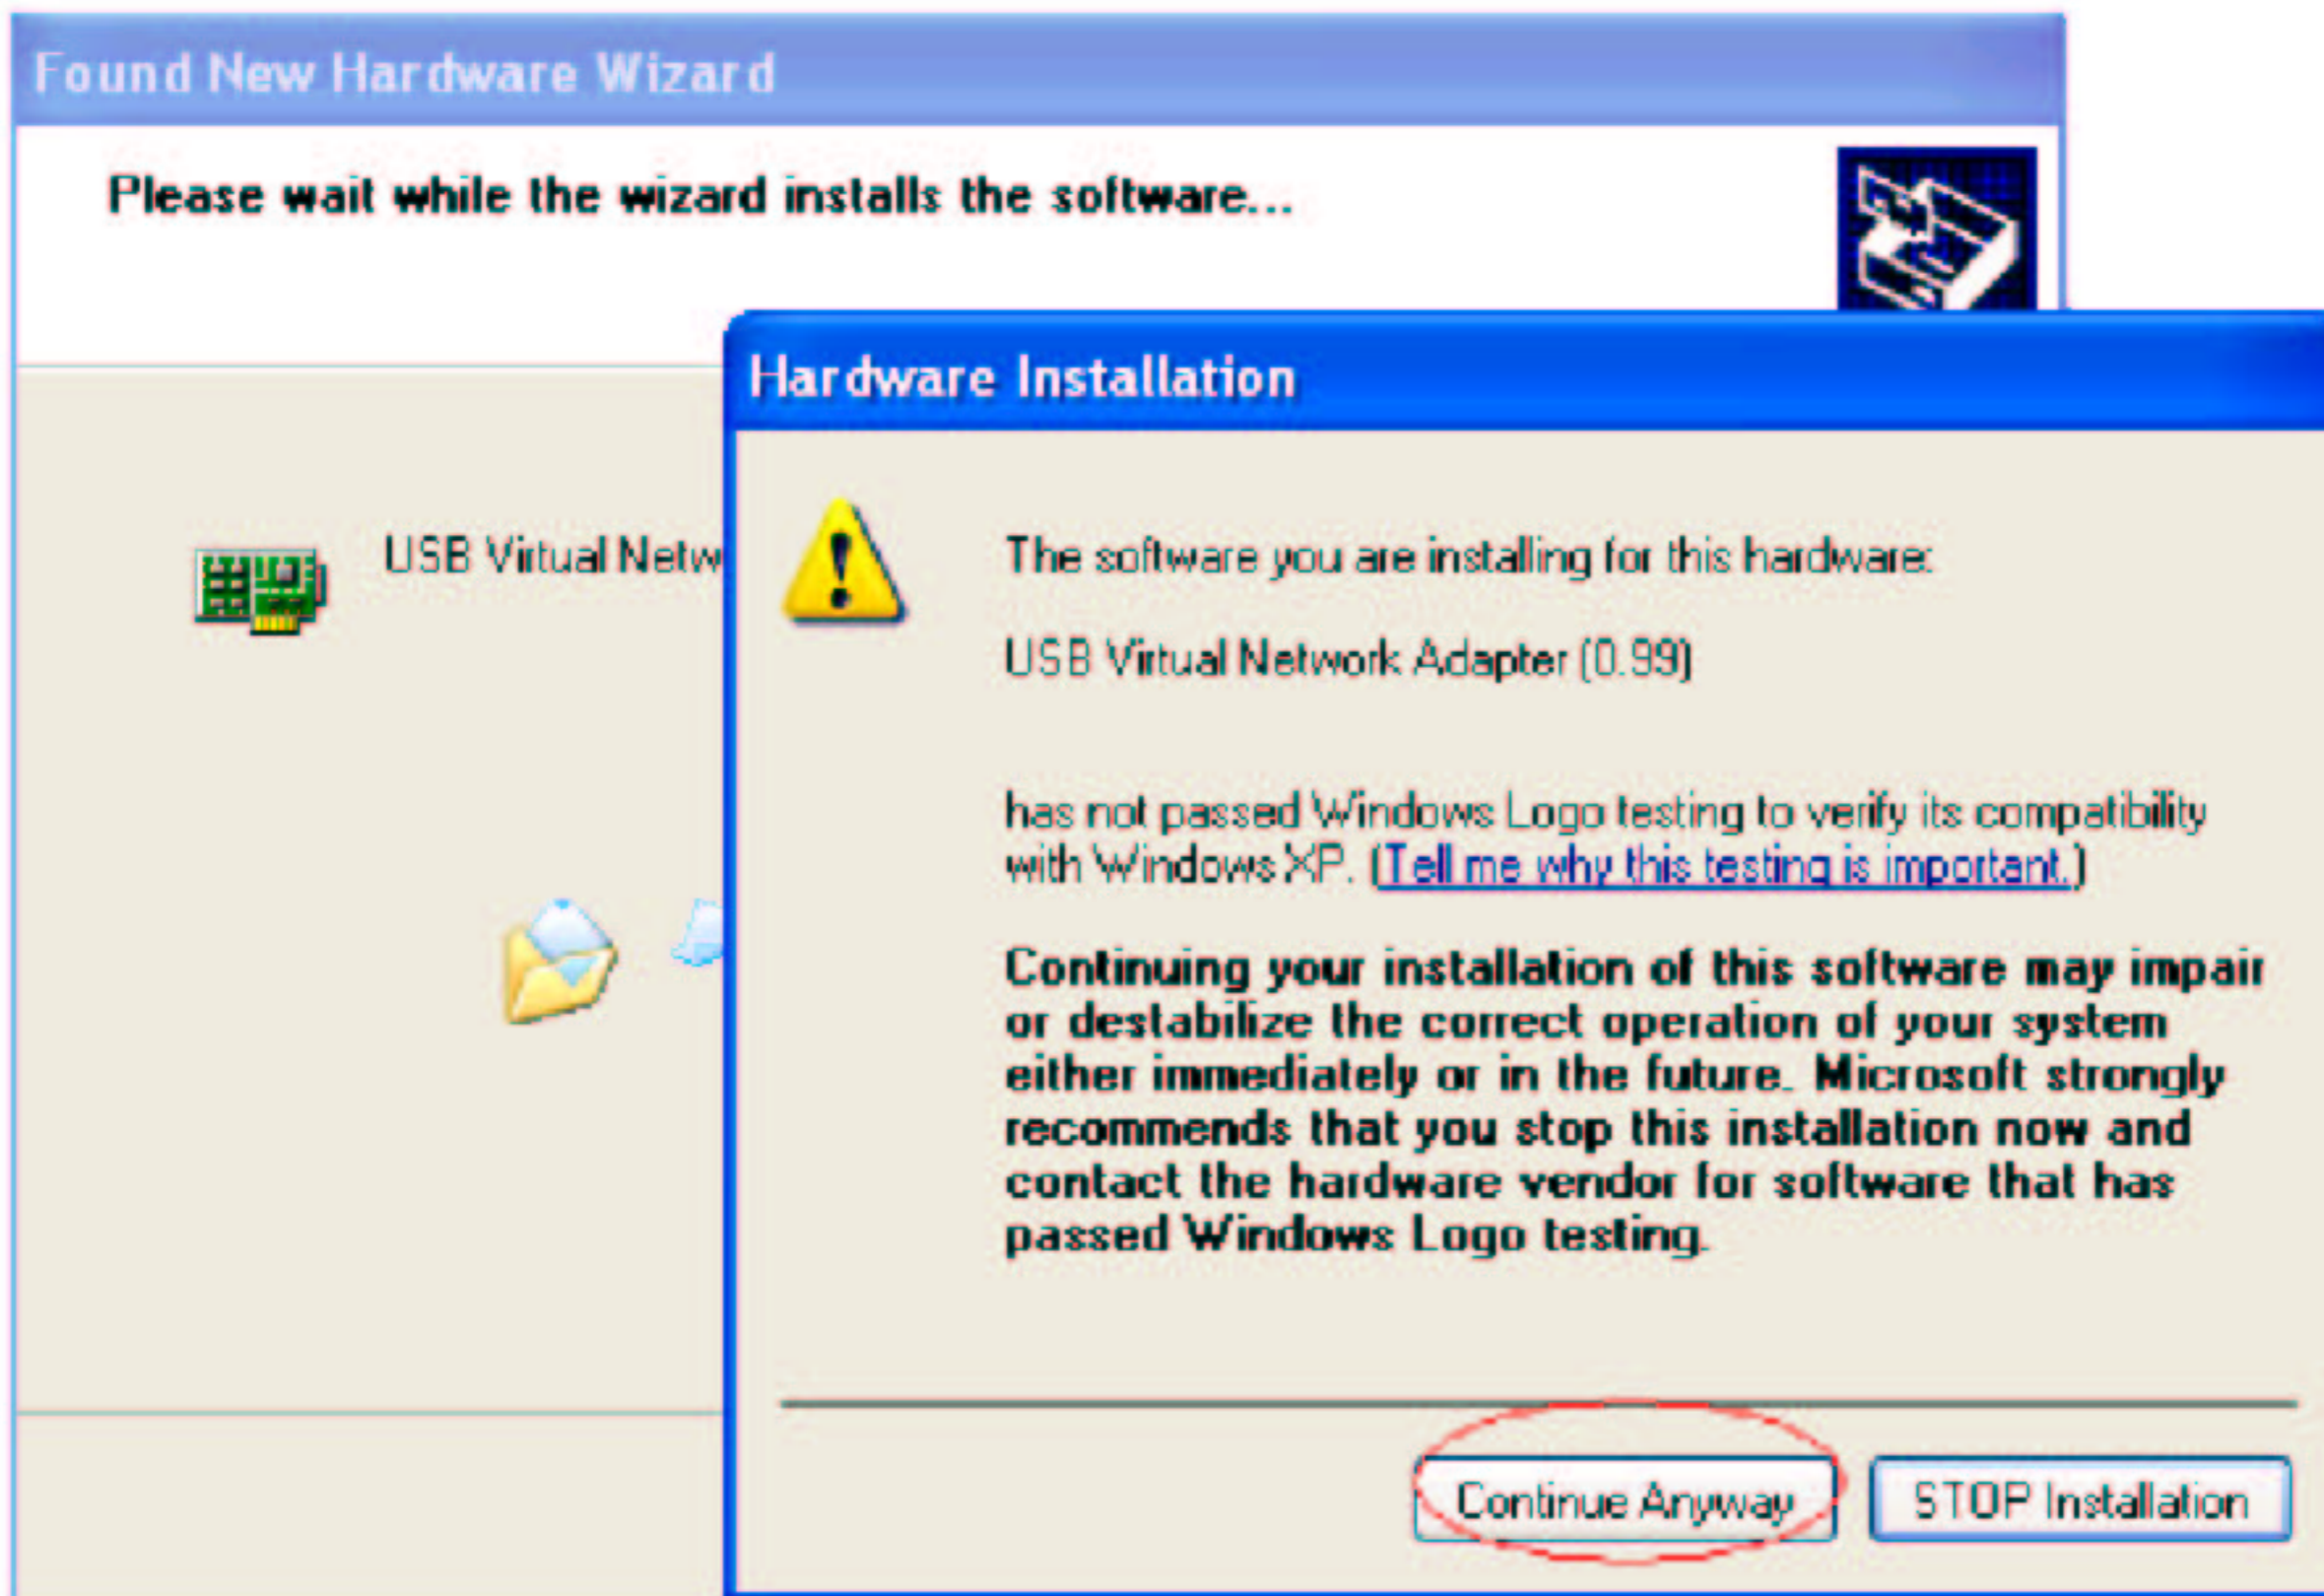 Found New Hardware Wizard
Please wait while the wizard installs the software...
USB Virtual Netw
Hardware Installation
The software you are installing for this hardware:
USB Virtual Network Adapter (0.99)
has not passed Windows Logo testing to verify its compatibility
with Windows XP. (Tell me why this testing is important.)
Continuing your installation of this software may impair
or destabilize the correct operation of your system
either immediately or in the future. Microsoft strongly
recommends that you stop this installation now and
contact the hardware vendor for software that has
passed Windows Logo testing.
Continue Anyway
STOP Installation